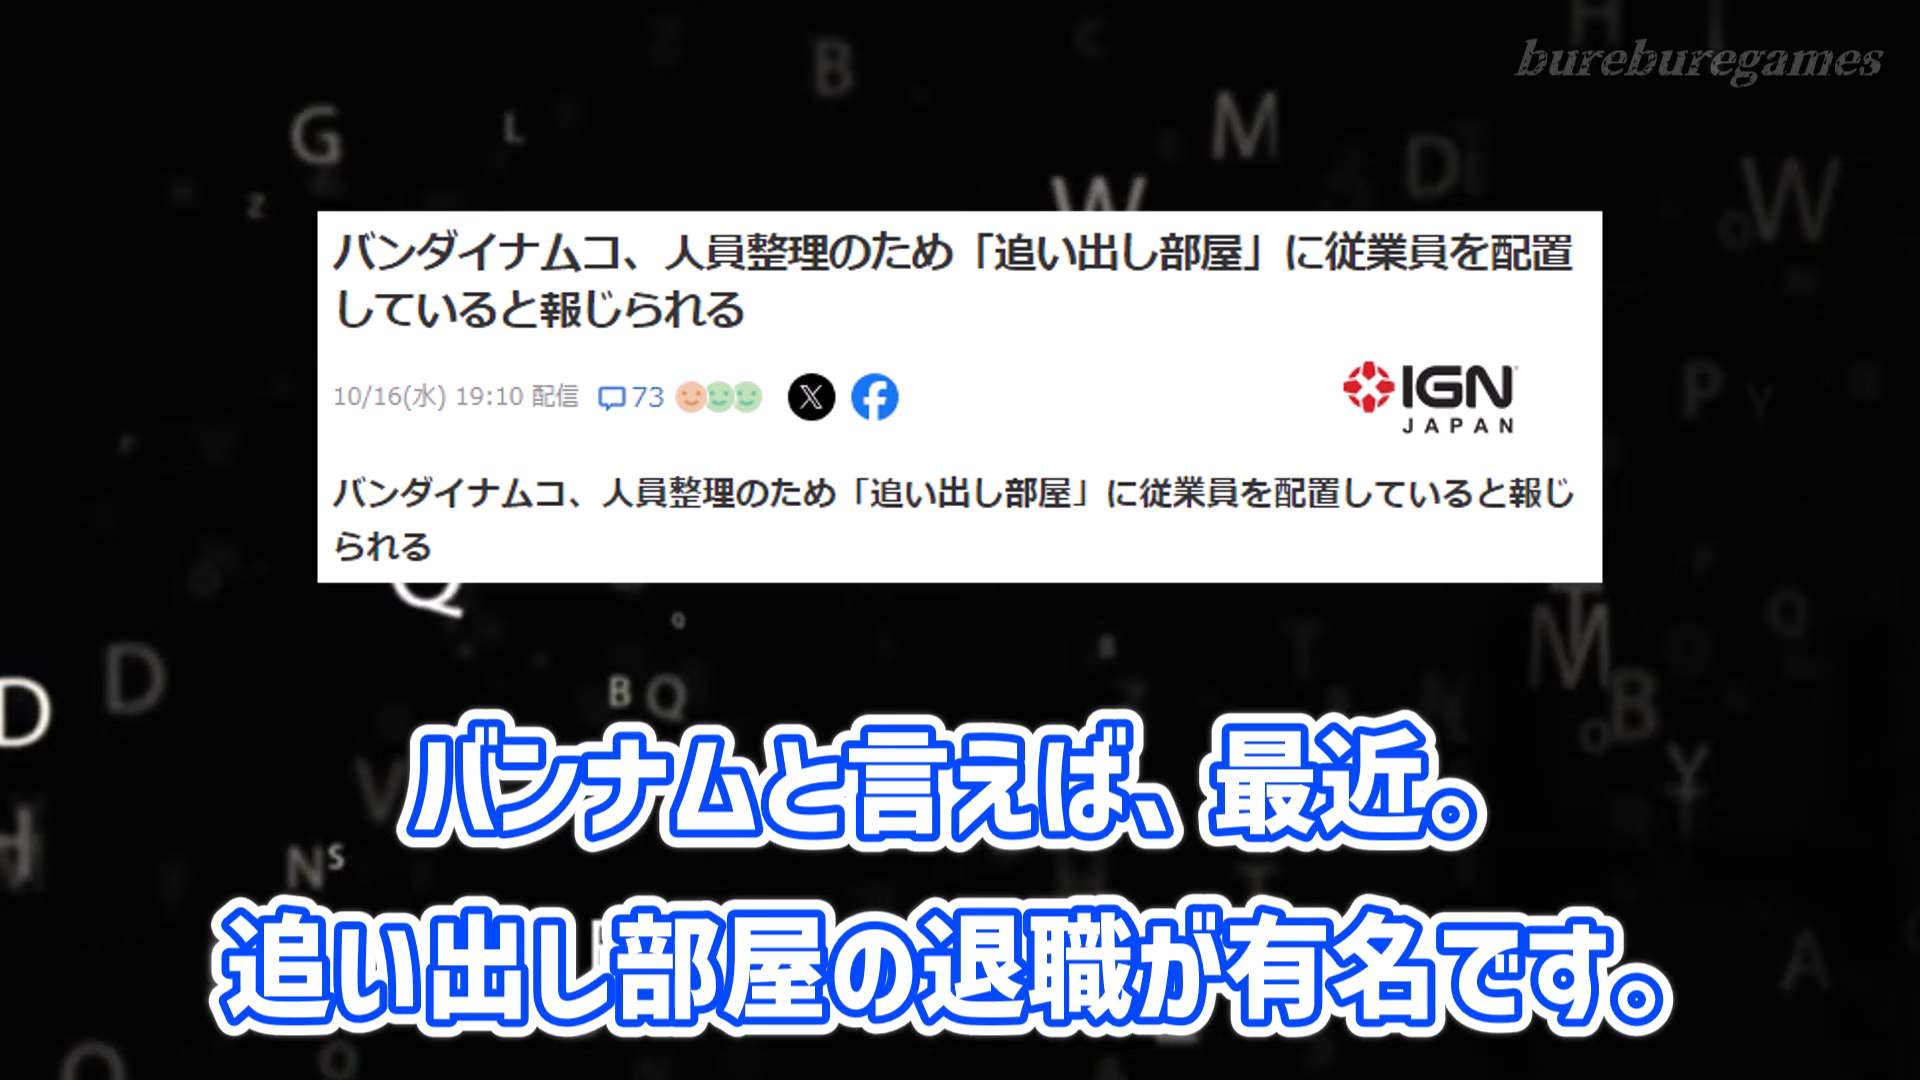 bureburegames
バンダイナムコ、人員整理のため「追い出し部屋」に従業員を配置
していると報じられる
10/16(水) 19:10 配信 73
IGN
JAPAN
バンダイナムコ、人員整理のため「追い出し部屋」に従業員を配置していると報じ
られる
バンナムと言えば、最近。
追い出し部屋の退職が有名です。